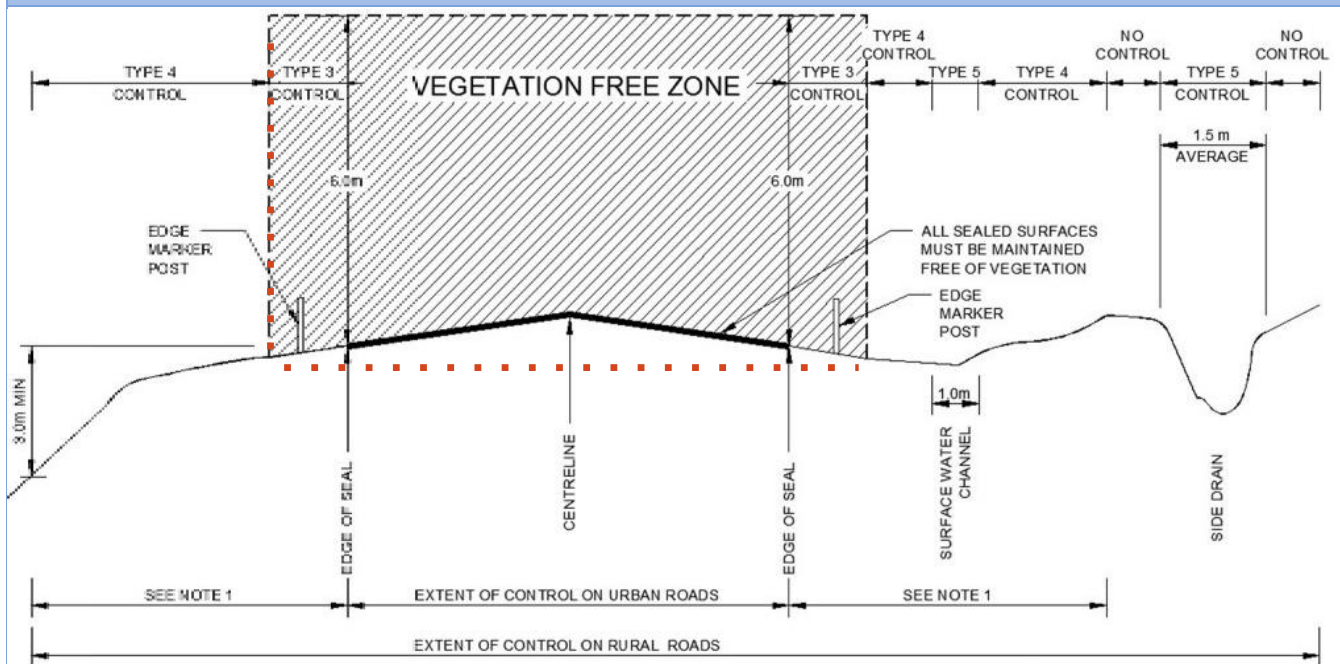 TYPE 4
CONTROL
NO
CONTROL
NO
CONTROL
TYPE 4
CONTROL
TYPE 3
CONTROL
VEGETATION FREE ZONE
TYPE 3
CONTROL
TYPE 5
TYPE 4
CONTROL
TYPE 5
CONTROL
1.5 m
AVERAGE
6.0m
6.0m
EDGE
MARKER
POST
ALL SEALED SURFACES
MUST BE MAINTAINED
FREE OF VEGETATION
EDGE
MARKER
POST
3.0m MIN
1.0m
EDGE OF SEAL
CENTRELINE
EDGE OF SEAL
SURFACE WATER
CHANNEL
SIDE DRAIN
SEE NOTE 1
EXTENT OF CONTROL ON URBAN ROADS
SEE NOTE 1
EXTENT OF CONTROL ON RURAL ROADS